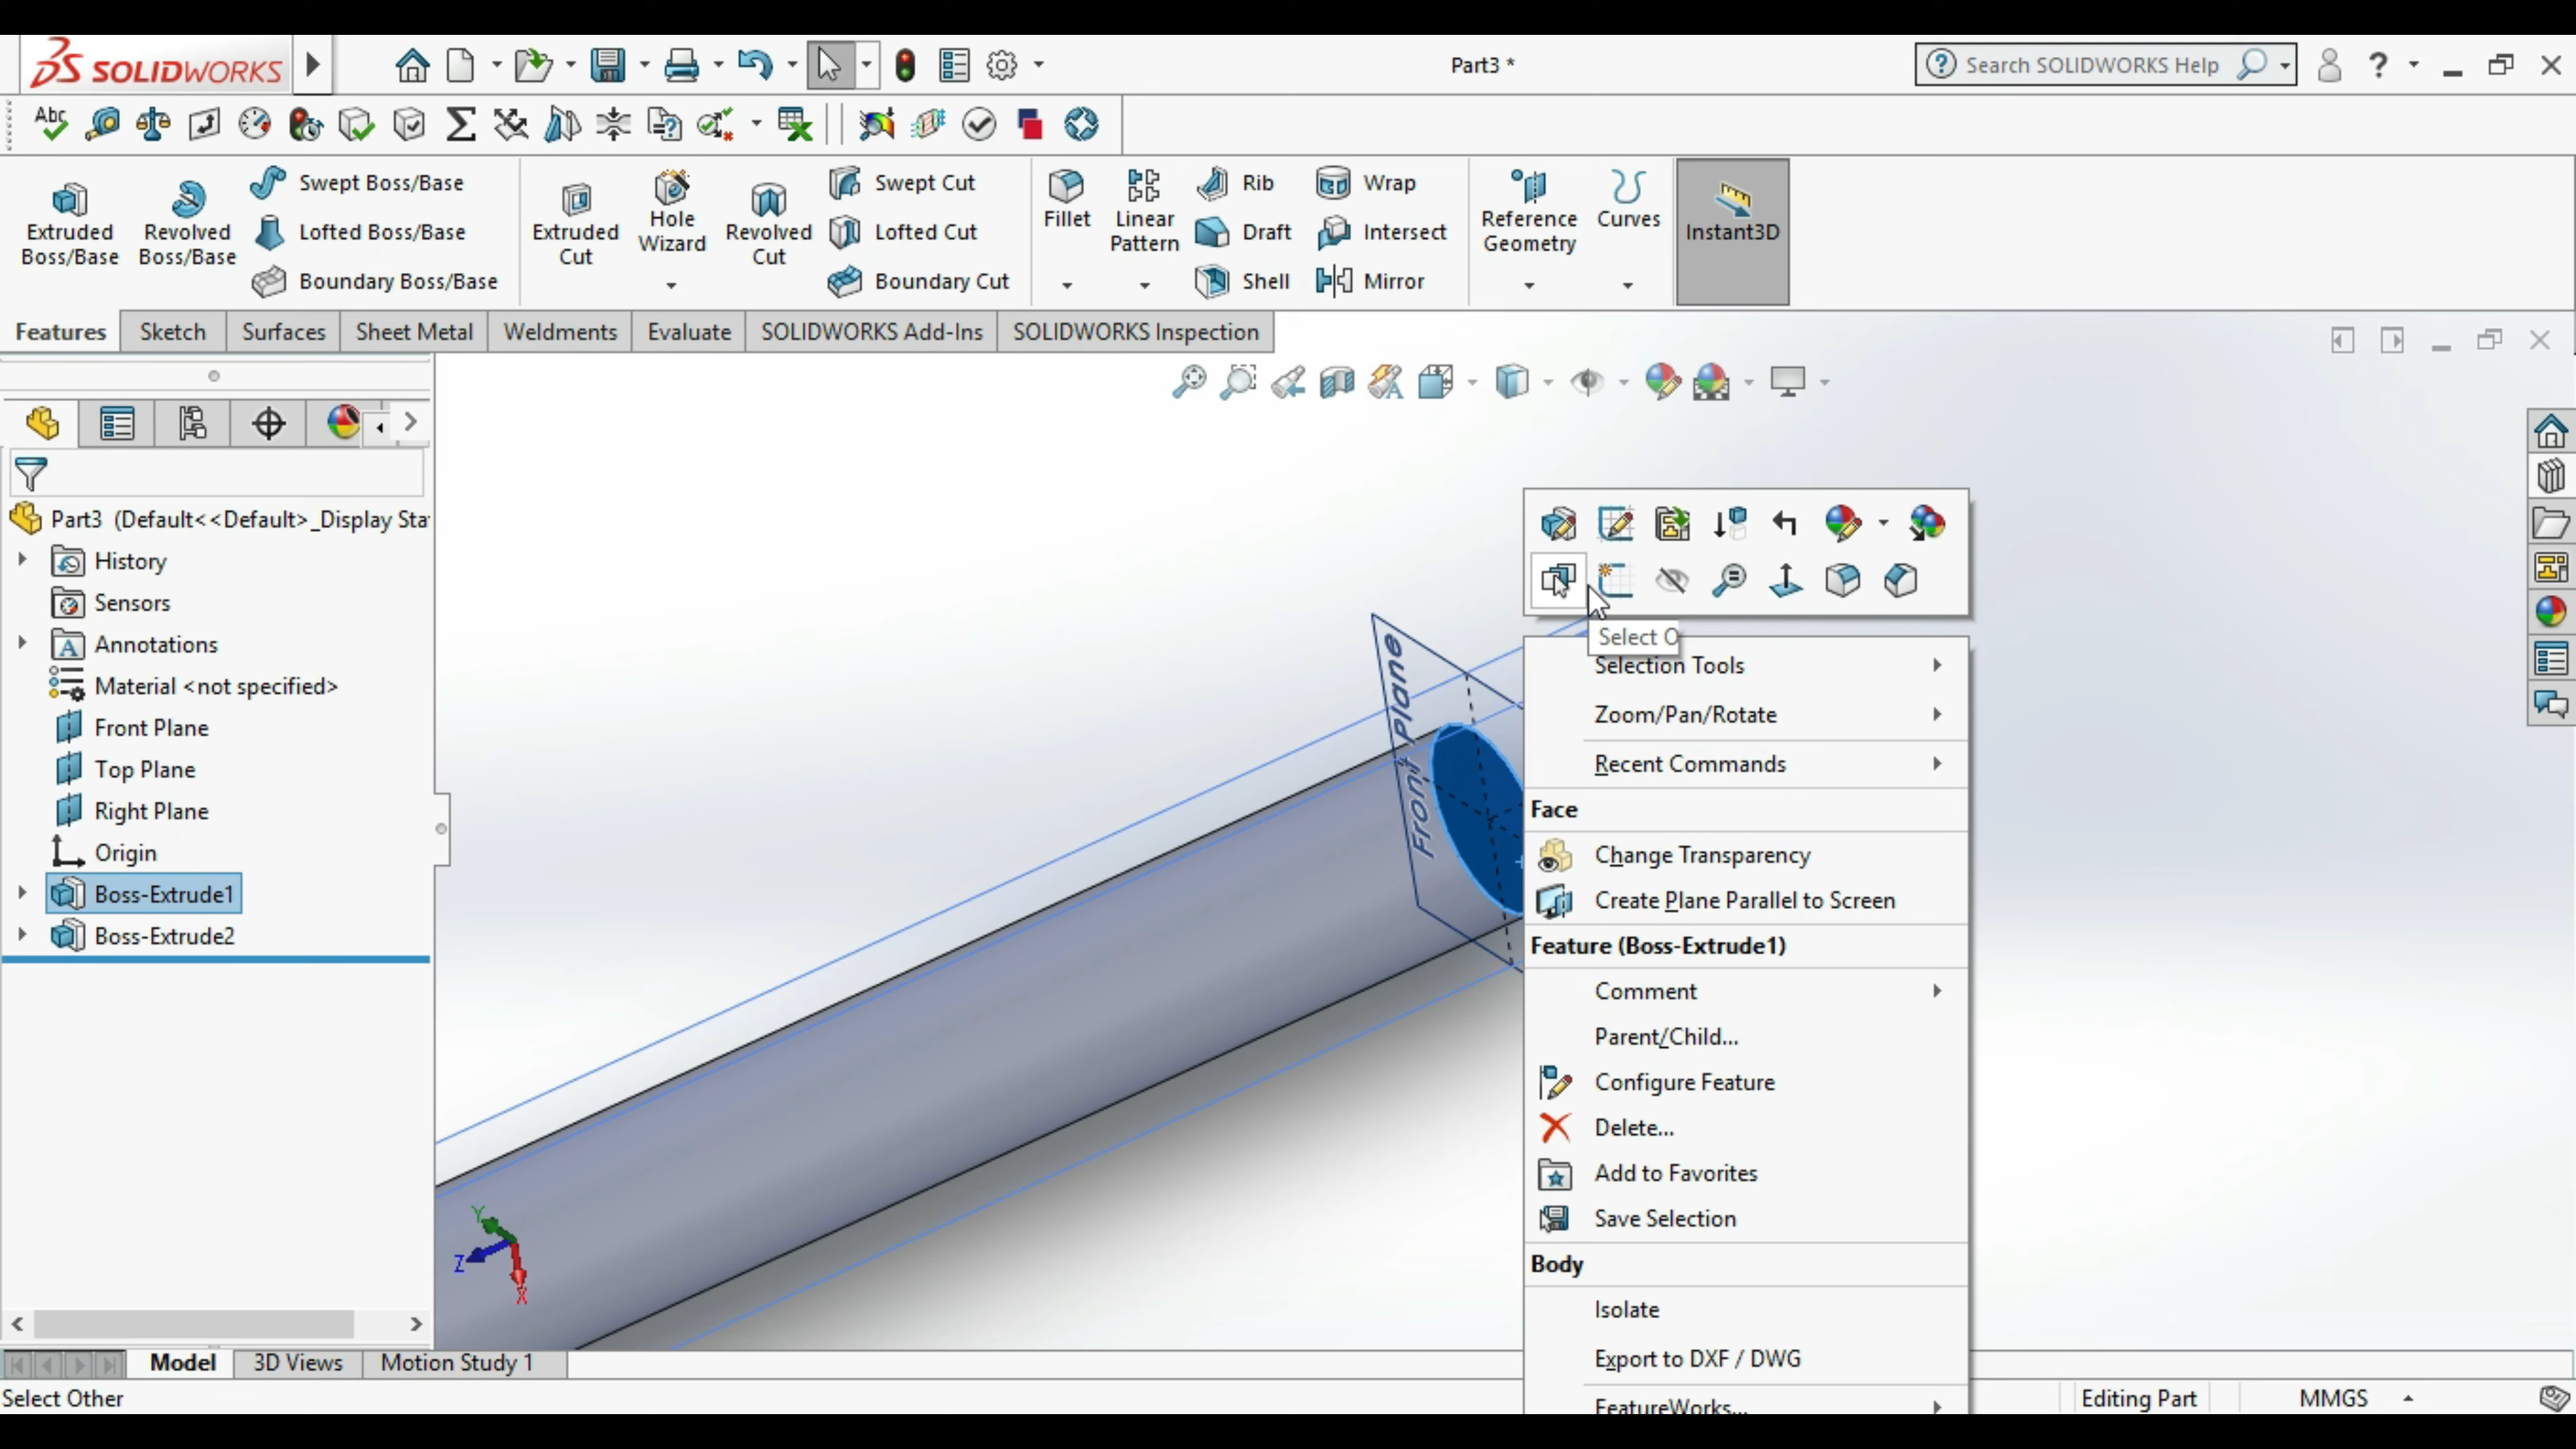 SOLIDWORKS
Part3 *
Search SOLIDWORKS Help
Abc
Extruded Boss/Base
Revolved Boss/Base
Swept Boss/Base
Lofted Boss/Base
Boundary Boss/Base
Extruded Cut
Hole Wizard
Revolved Cut
Swept Cut
Lofted Cut
Boundary Cut
Fillet
Linear Pattern
Rib
Draft
Shell
Wrap
Intersect
Mirror
Reference Geometry
Curves
Instant3D
Features
Sketch
Surfaces
Sheet Metal
Weldments
Evaluate
SOLIDWORKS Add-Ins
SOLIDWORKS Inspection
Part3 (Default<<Default>_Display Sta
History
Sensors
Annotations
Material <not specified>
Front Plane
Top Plane
Right Plane
Origin
Boss-Extrude1
Boss-Extrude2
Front Plane
Y
Z
X
Select O
Selection Tools
Zoom/Pan/Rotate
Recent Commands
Face
Change Transparency
Create Plane Parallel to Screen
Feature (Boss-Extrude1)
Comment
Parent/Child...
Configure Feature
Delete...
Add to Favorites
Save Selection
Body
Isolate
Export to DXF / DWG
FeatureWorks...
Model
3D Views
Motion Study 1
Select Other
Editing Part
MMGS